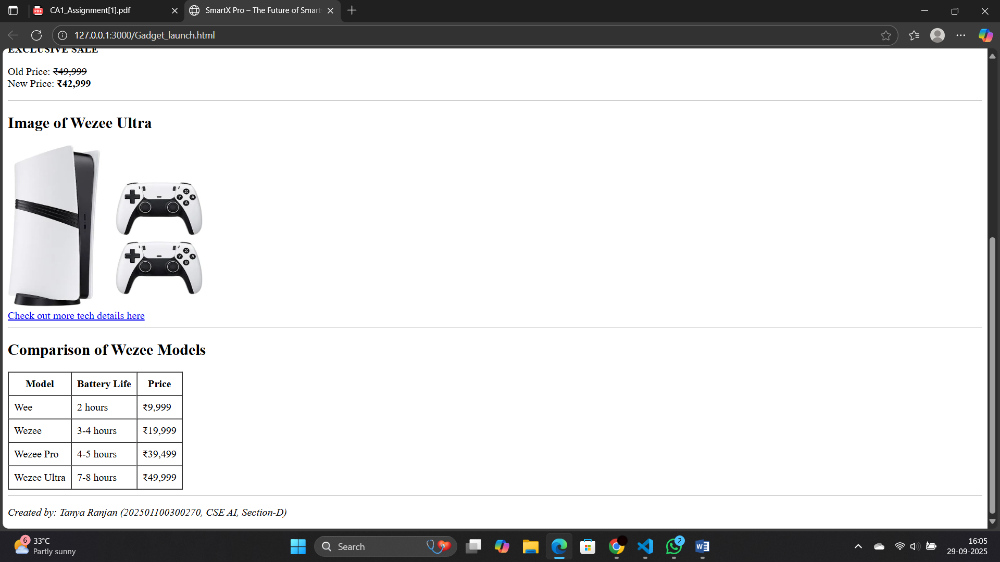 CA1_Assignment[1].pdf
SmartX Pro – The Future of Smart
127.0.0.1:3000/Gadget_launch.html
EXCLUSIVE SALE
Old Price: ₹49,999
New Price: ₹42,999
Image of Wezee Ultra
Check out more tech details here
Comparison of Wezee Models
Model Battery Life Price
Wee 2 hours ₹9,999
Wezee 3-4 hours ₹19,999
Wezee Pro 4-5 hours ₹39,499
Wezee Ultra 7-8 hours ₹49,999
Created by: Tanya Ranjan (202501100300270, CSE AI, Section-D)
6
33°C
Partly sunny
Search
2
16:05
29-09-2025